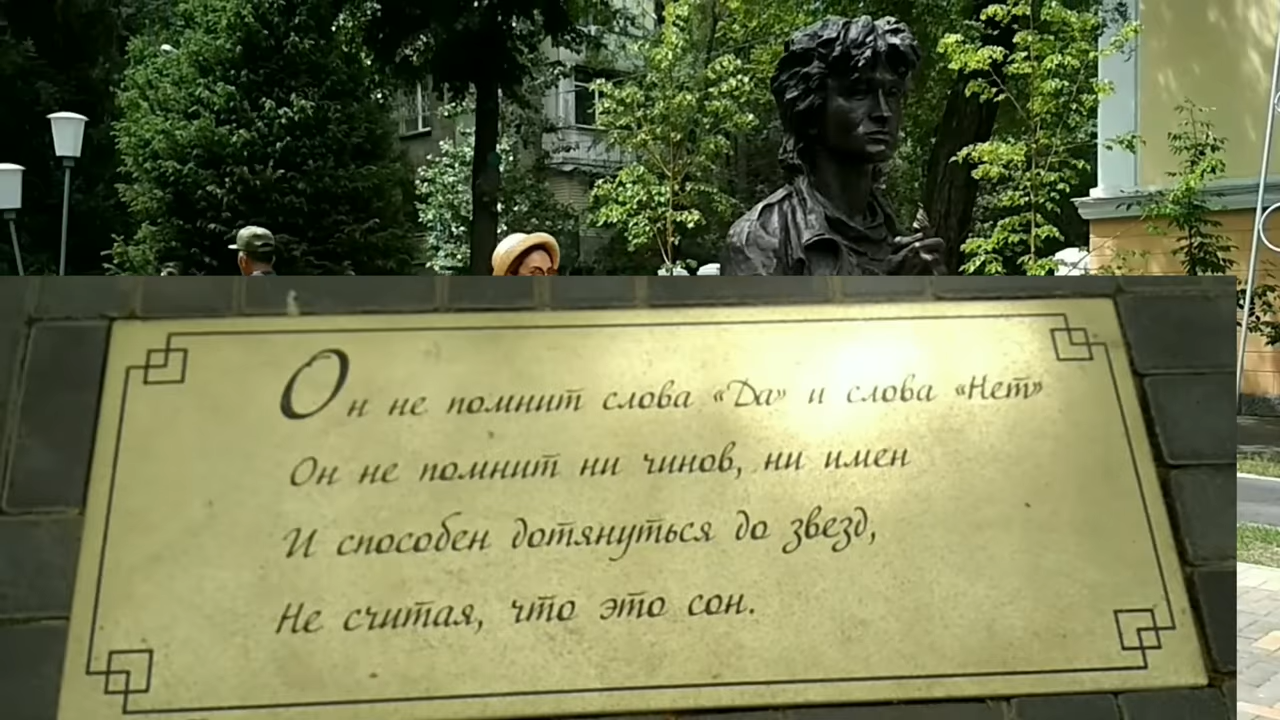 Он не помнит слова «Да» и слова «Нет»
Он не помнит ни чинов, ни имен
И способен дотянуться до звезд,
Не считая, что это сон.